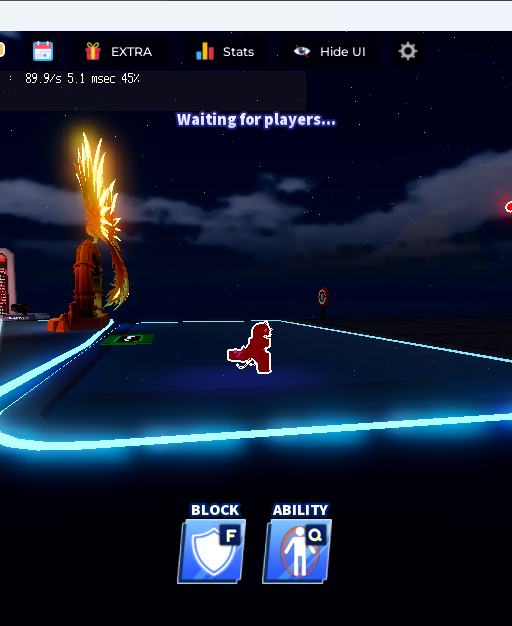 EXTRA
Stats
Hide UI
: 89.9/s 5.1 msec 45%
Waiting for players...
BLOCK
ABILITY
F
Q